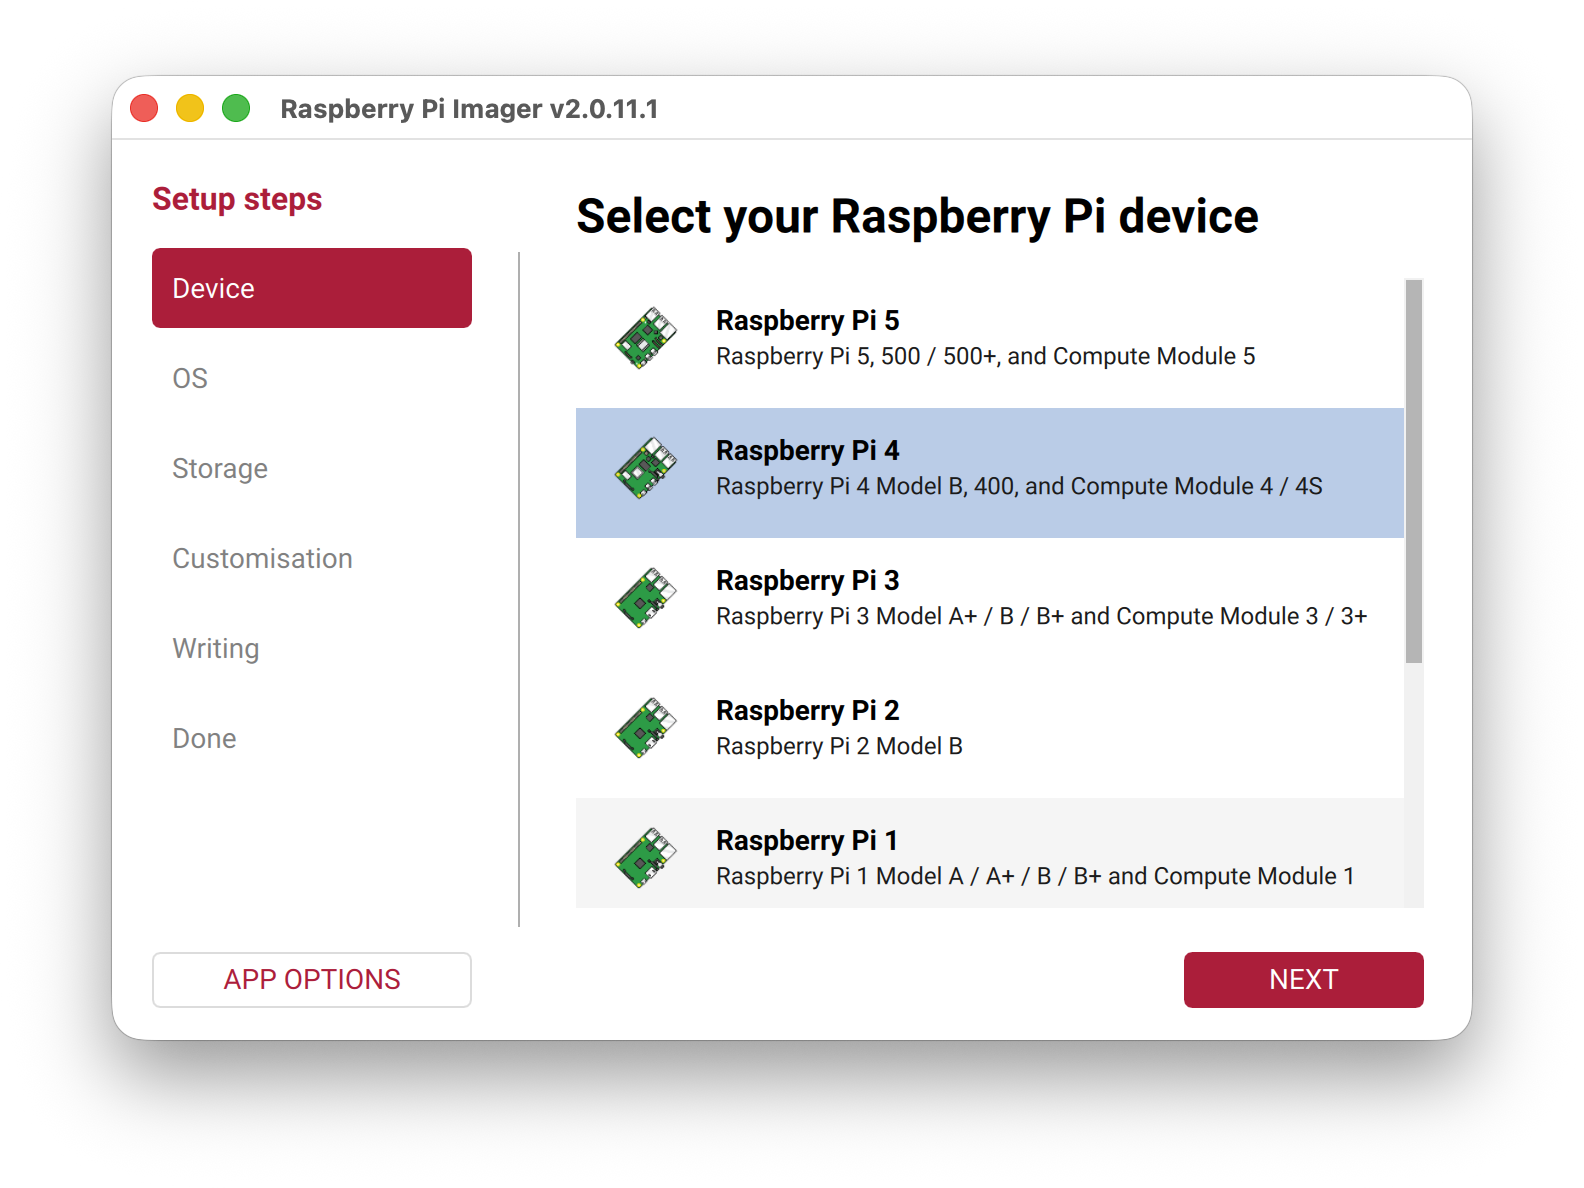 Raspberry Pi Imager v2.0.11.1
Setup steps
Device
OS
Storage
Customisation
Writing
Done
APP OPTIONS
Select your Raspberry Pi device
Raspberry Pi 5
Raspberry Pi 5, 500 / 500+, and Compute Module 5
Raspberry Pi 4
Raspberry Pi 4 Model B, 400, and Compute Module 4 / 4S
Raspberry Pi 3
Raspberry Pi 3 Model A+ / B / B+ and Compute Module 3 / 3+
Raspberry Pi 2
Raspberry Pi 2 Model B
Raspberry Pi 1
Raspberry Pi 1 Model A / A+ / B / B+ and Compute Module 1
NEXT